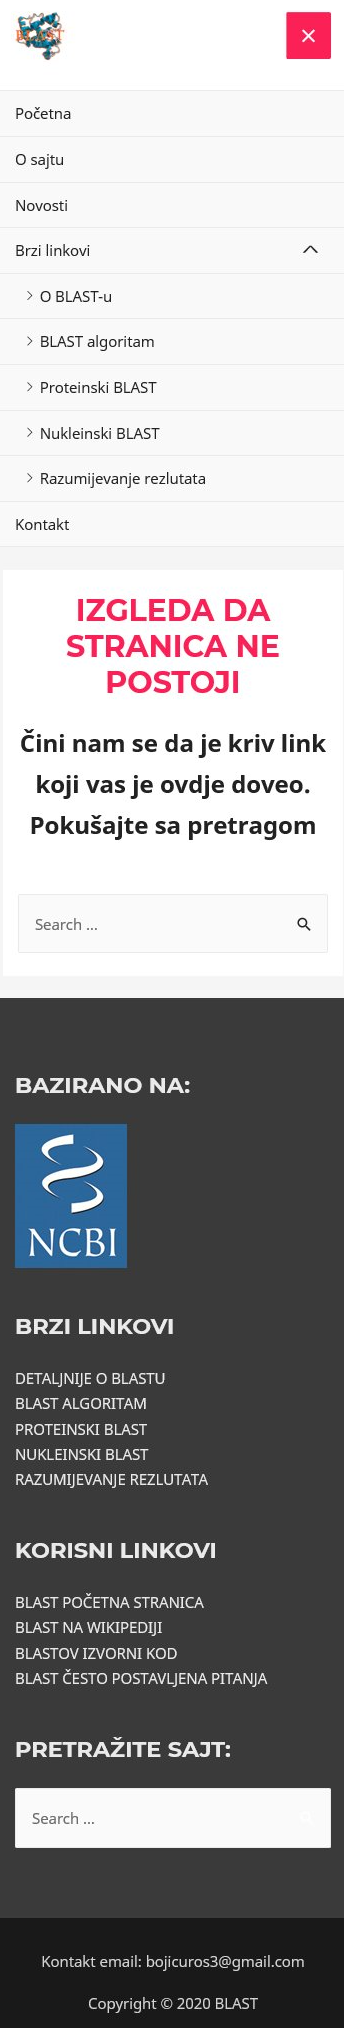 BLAST
Početna
O sajtu
Novosti
Brzi linkovi
O BLAST-u
BLAST algoritam
Proteinski BLAST
Nukleinski BLAST
Razumijevanje rezlutata
Kontakt
IZGLEDA DA
STRANICA NE
POSTOJI
Čini nam se da je kriv link
koji vas je ovdje doveo.
Pokušajte sa pretragom
Search ...
BAZIRANO NA:
NCBI
BRZI LINKOVI
DETALJNIJE O BLASTU
BLAST ALGORITAM
PROTEINSKI BLAST
NUKLEINSKI BLAST
RAZUMIJEVANJE REZLUTATA
KORISNI LINKOVI
BLAST POČETNA STRANICA
BLAST NA WIKIPEDIJI
BLASTOV IZVORNI KOD
BLAST ČESTO POSTAVLJENA PITANJA
PRETRAŽITE SAJT:
Search ...
Kontakt email: bojicuros3@gmail.com
Copyright © 2020 BLAST